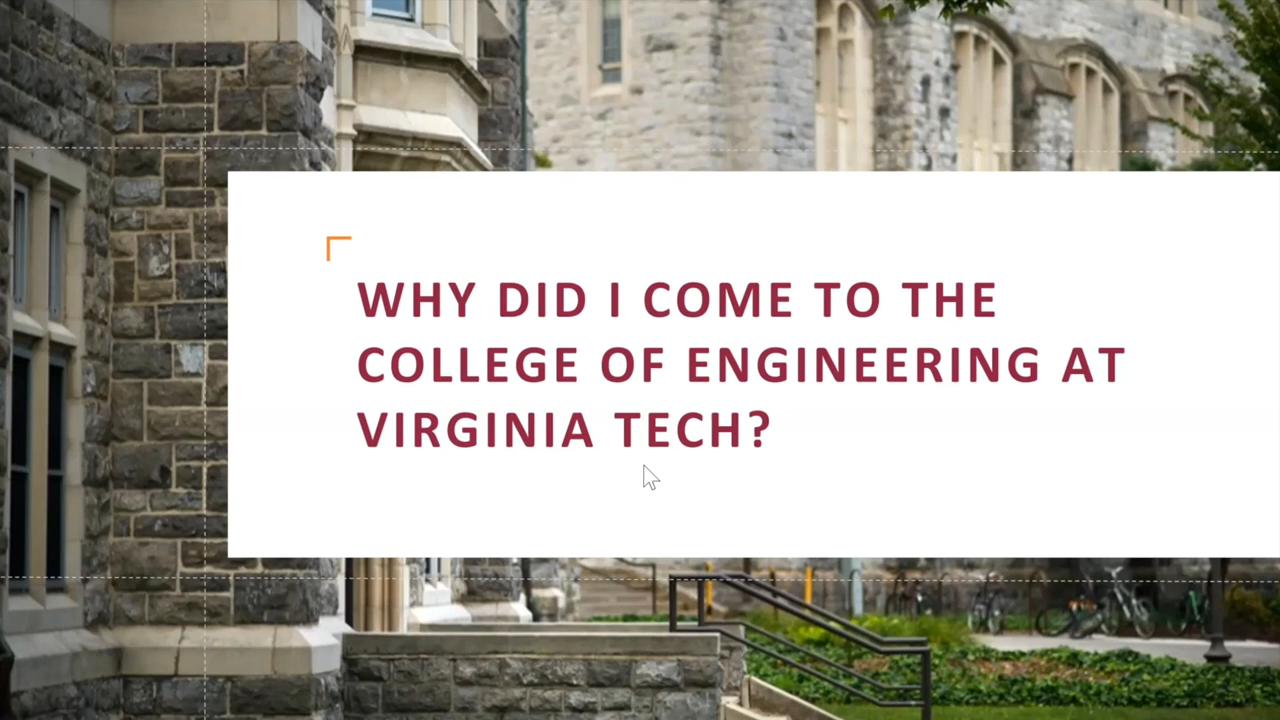 WHY DID I COME TO THE
COLLEGE OF ENGINEERING AT
VIRGINIA TECH?